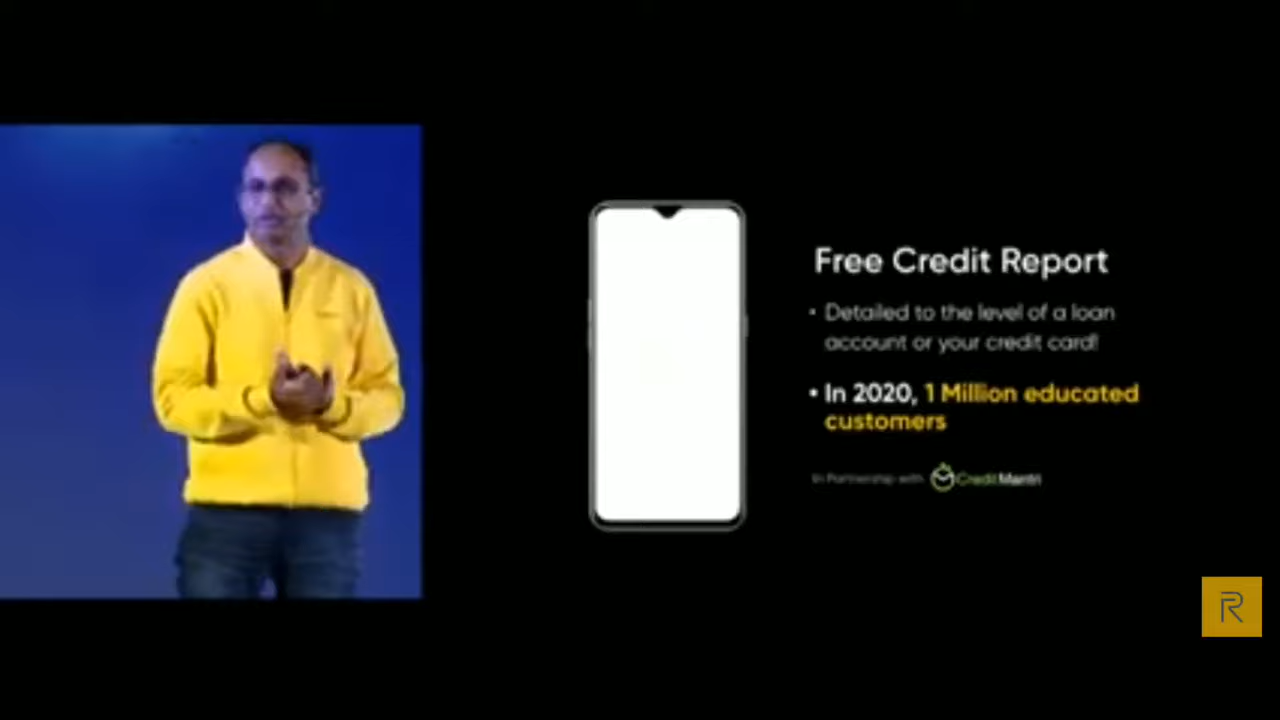 Free Credit Report
• Detailed to the level of a loan
account or your credit card!
• In 2020, 1 Million educated
customers
In Partnership with CreditMantri
R